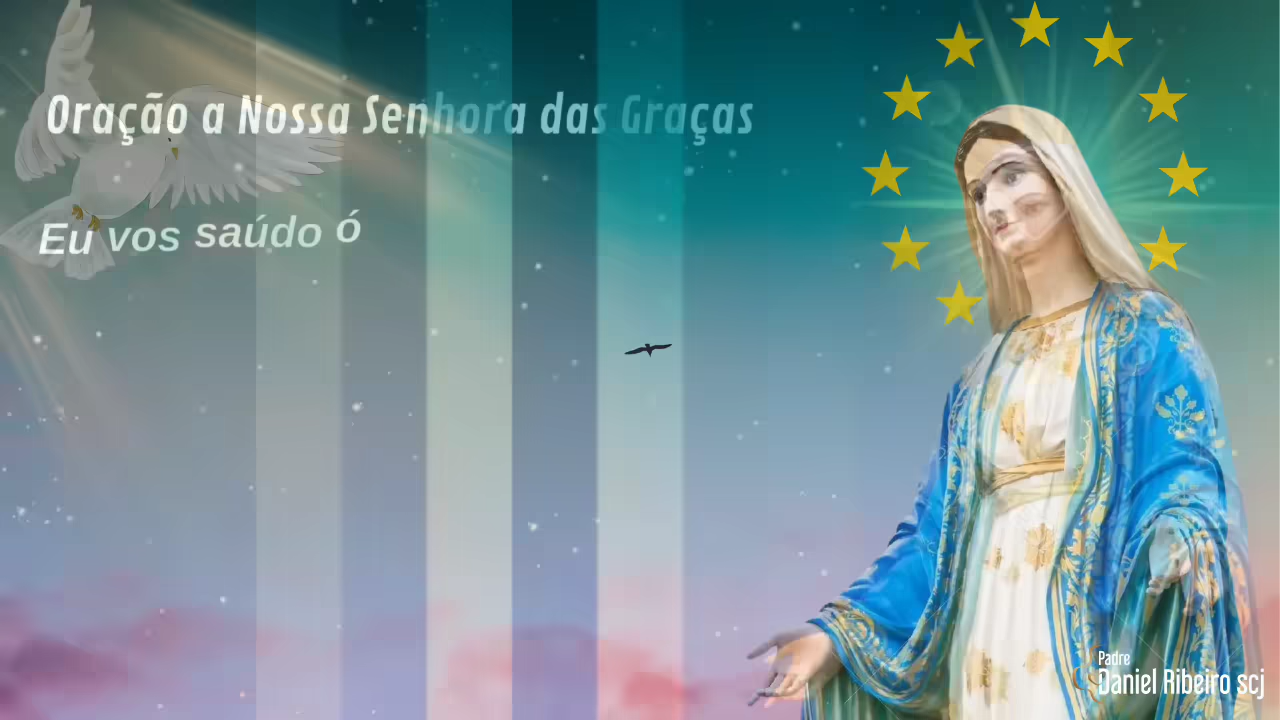 Oração a Nossa Senhora das Graças
Eu vos saúdo ó
Padre
Daniel Ribeiro scj